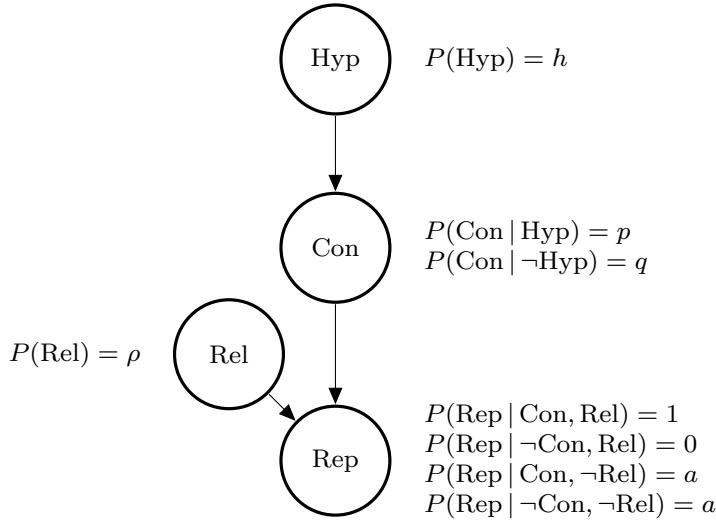 Hyp
P(Hyp) = h
Con
P(Con | Hyp) = p
P(Con | ¬Hyp) = q
P(Rel) = ρ
Rel
Rep
P(Rep | Con, Rel) = 1
P(Rep | ¬Con, Rel) = 0
P(Rep | Con, ¬Rel) = a
P(Rep | ¬Con, ¬Rel) = a